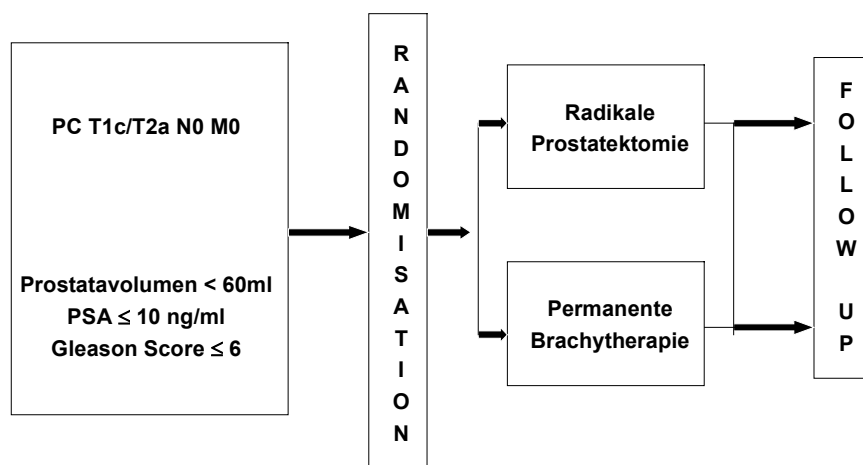 PC T1c/T2a N0 M0
Prostatavolumen < 60ml
PSA ≤ 10 ng/ml
Gleason Score ≤ 6
RANDOMISATION
Radikale
Prostatektomie
Permanente
Brachytherapie
FOLLOW UP